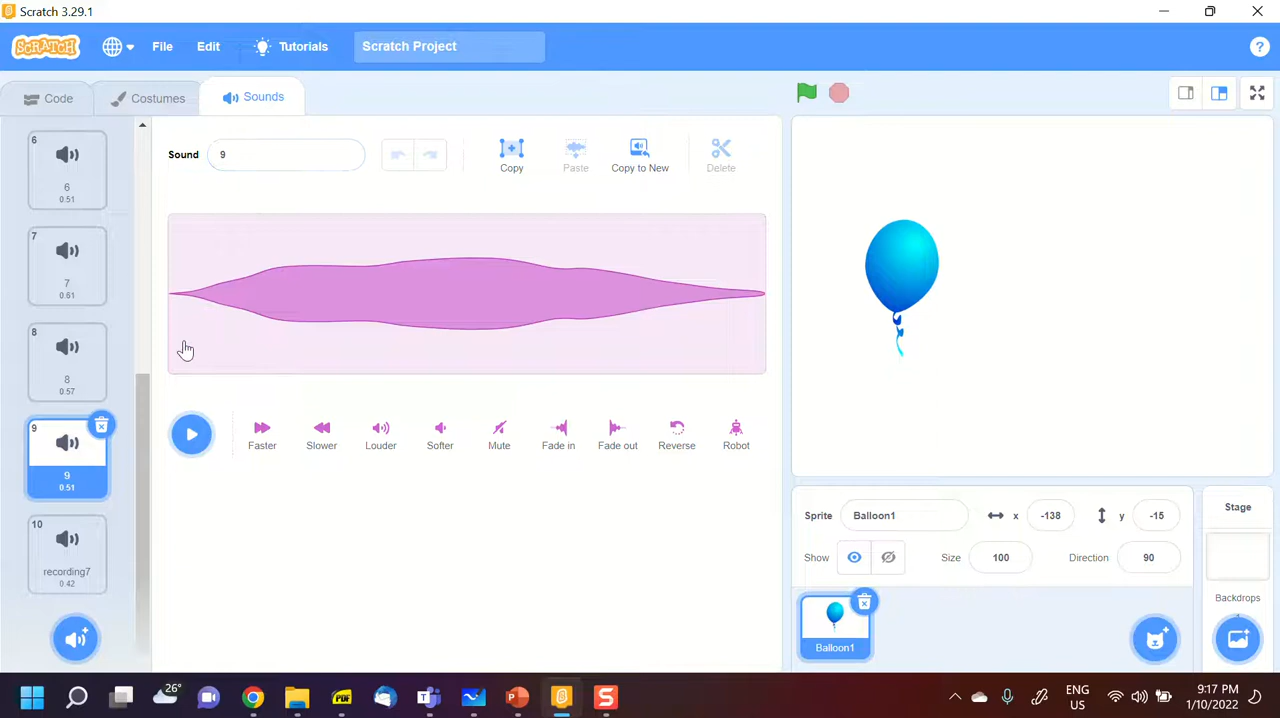 Scratch 3.29.1
SCRATCH
File
Edit
Tutorials
Scratch Project
?
Code
Costumes
Sounds
6
6
0.51
7
7
0.61
8
8
0.57
9
9
0.51
10
recording7
0.42
Sound
9
Copy
Paste
Copy to New
Delete
Faster
Slower
Louder
Softer
Mute
Fade in
Fade out
Reverse
Robot
Sprite
Balloon1
x
-138
y
-15
Show
Size
100
Direction
90
Balloon1
Stage
Backdrops
26°
PDF
S
ENG
US
9:17 PM
1/10/2022